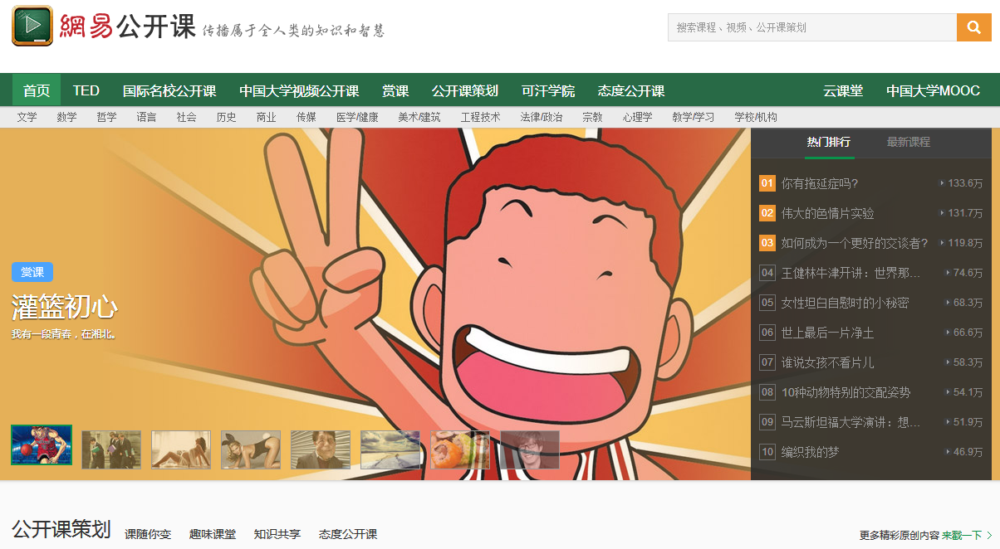 網易公开课 传播属于全人类的知识和智慧
搜索课程、视频、公开课策划
首页 TED 国际名校公开课 中国大学视频公开课 赏课 公开课策划 可汗学院 态度公开课 云课堂 中国大学MOOC
文学 数学 哲学 语言 社会 历史 商业 传媒 医学/健康 美术/建筑 工程技术 法律/政治 宗教 心理学 教学/学习 学校/机构
热门排行 最新课程
01 你有拖延症吗? 133.6万
02 伟大的色情片实验 131.7万
03 如何成为一个更好的交谈者? 119.8万
04 王健林牛津开讲：世界那... 74.6万
05 女性坦白自慰时的小秘密 68.3万
06 世上最后一片净土 66.6万
07 谁说女孩不看片儿 58.3万
08 10种动物特别的交配姿势 54.1万
09 马云斯坦福大学演讲：想... 51.9万
10 编织我的梦 46.9万
赏课
灌篮初心
我有一段青春，在湘北。
公开课策划 课随你变 趣味课堂 知识共享 态度公开课 更多精彩原创内容 来戳一下 >